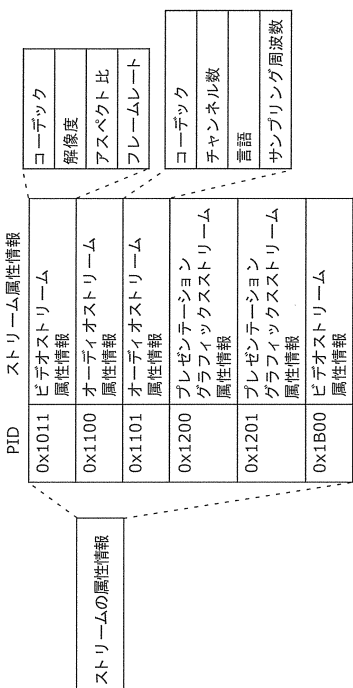 ストリームの属性情報
PID
ストリーム属性情報
0x1011
ビデオストリーム
属性情報
0x1100
オーディオストリーム
属性情報
0x1101
オーディオストリーム
属性情報
0x1200
プレゼンテーション
グラフィックスストリーム
属性情報
0x1201
プレゼンテーション
グラフィックスストリーム
属性情報
0x1B00
ビデオストリーム
属性情報
コーデック
解像度
アスペクト比
フレームレート
コーデック
チャンネル数
言語
サンプリング周波数